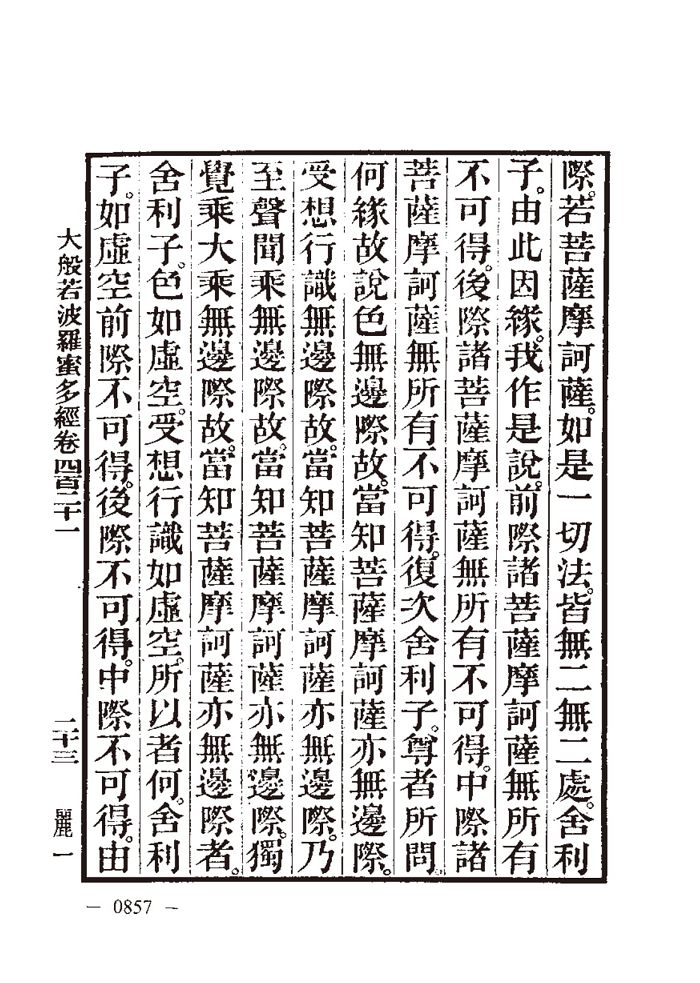 際。若菩薩摩訶薩。如是一切法。皆無二無二處。舍利
子。由此因緣。我作是說。前際諸菩薩摩訶薩無所有
不可得。後際諸菩薩摩訶薩無所有不可得。中際諸
菩薩摩訶薩無所有不可得。復次舍利子。尊者所問。
何緣故說色無邊際故。當知菩薩摩訶薩亦無邊際。
受想行識無邊際故。當知菩薩摩訶薩亦無邊際。乃
至聲聞乘無邊際故。當知菩薩摩訶薩亦無邊際。獨
覺乘大乘無邊際故。當知菩薩摩訶薩亦無邊際者。
舍利子。色如虛空。受想行識如虛空。所以者何。舍利
子。如虛空前際不可得。後際不可得。中際不可得。由
大般若波羅蜜多經卷四百二十一
二十三
麗一
— 0857 —